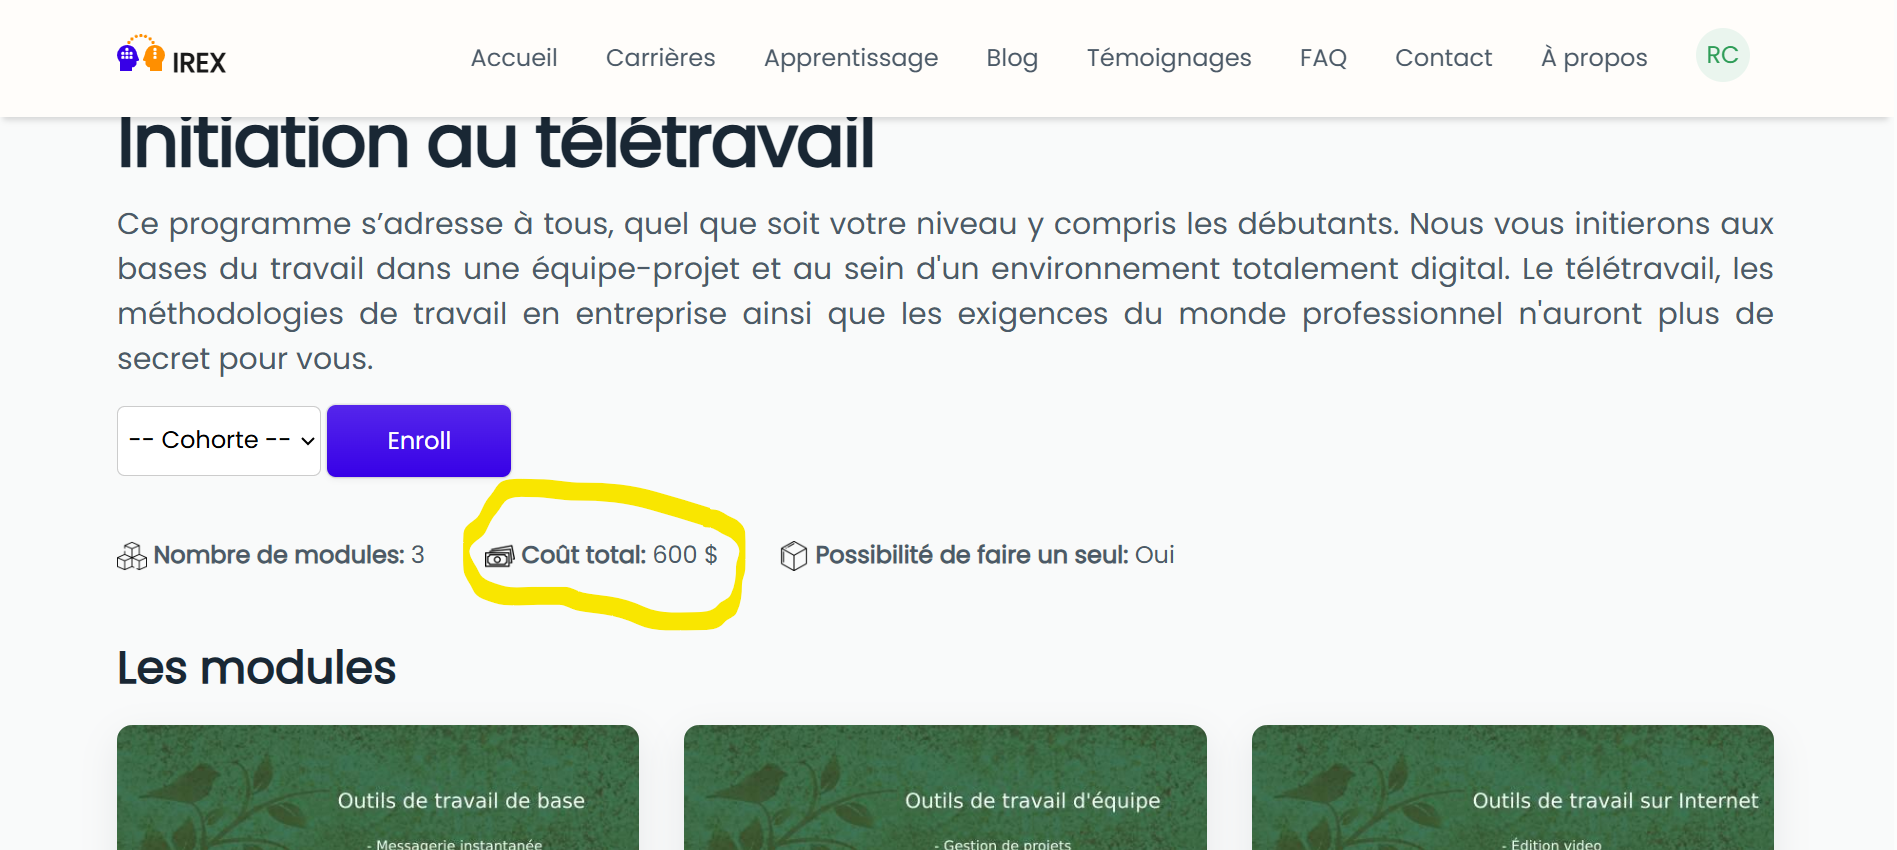 IREX
Accueil
Carrières
Apprentissage
Blog
Témoignages
FAQ
Contact
À propos
RC
Initiation au télétravail
Ce programme s’adresse à tous, quel que soit votre niveau y compris les débutants. Nous vous initierons aux
bases du travail dans une équipe-projet et au sein d'un environnement totalement digital. Le télétravail, les
méthodologies de travail en entreprise ainsi que les exigences du monde professionnel n'auront plus de
secret pour vous.
-- Cohorte --
Enroll
Nombre de modules: 3
Coût total: 600 $
Possibilité de faire un seul: Oui
Les modules
Outils de travail de base
- Messagerie instantanée
Outils de travail d'équipe
- Gestion de projets
Outils de travail sur Internet
- Édition video